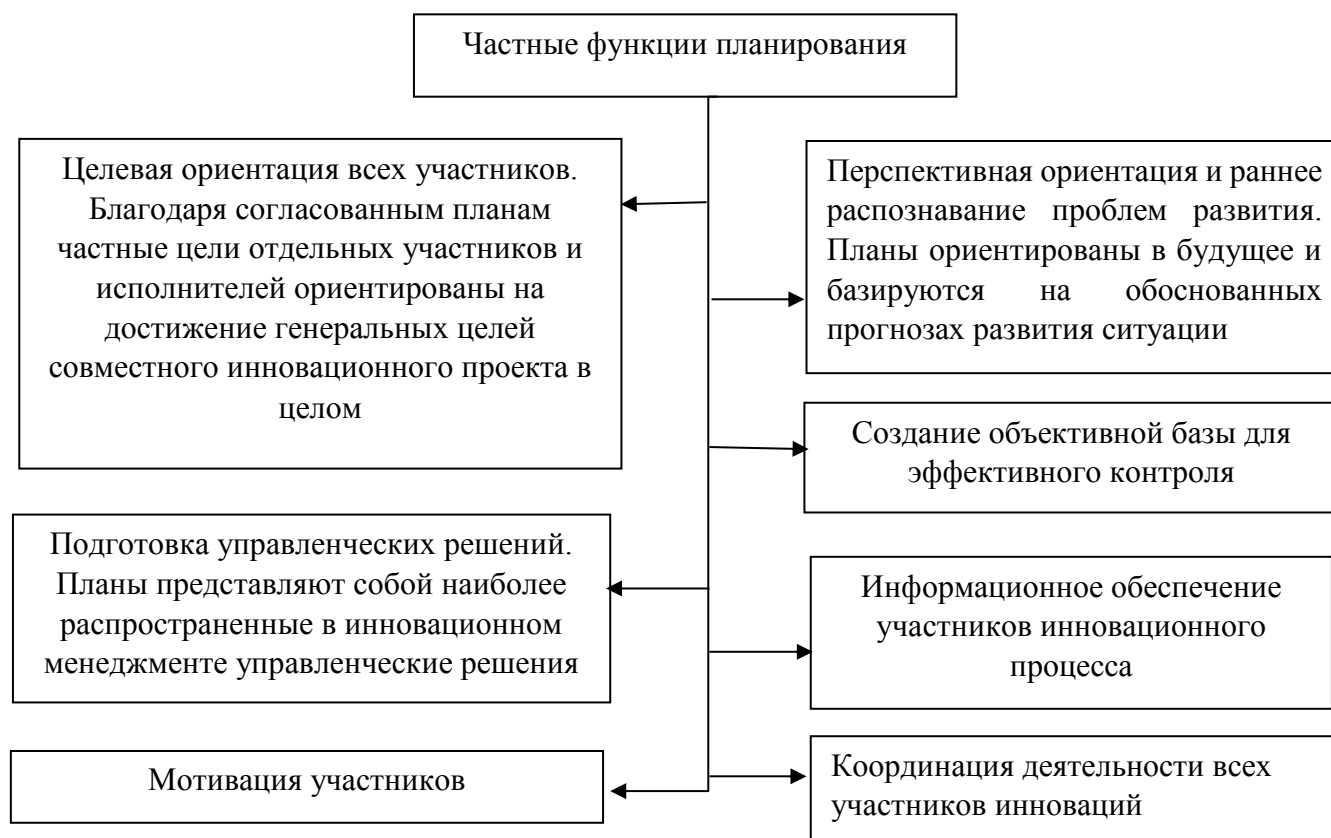 Частные функции планирования
Целевая ориентация всех участников.
Благодаря согласованным планам
частные цели отдельных участников и
исполнителей ориентированы на
достижение генеральных целей
совместного инновационного проекта в
целом
Перспективная ориентация и раннее
распознавание проблем развития.
Планы ориентированы в будущее и
базируются на обоснованных
прогнозах развития ситуации
Создание объективной базы для
эффективного контроля
Подготовка управленческих решений.
Планы представляют собой наиболее
распространенные в инновационном
менеджменте управленческие решения
Информационное обеспечение
участников инновационного
процесса
Мотивация участников
Координация деятельности всех
участников инноваций